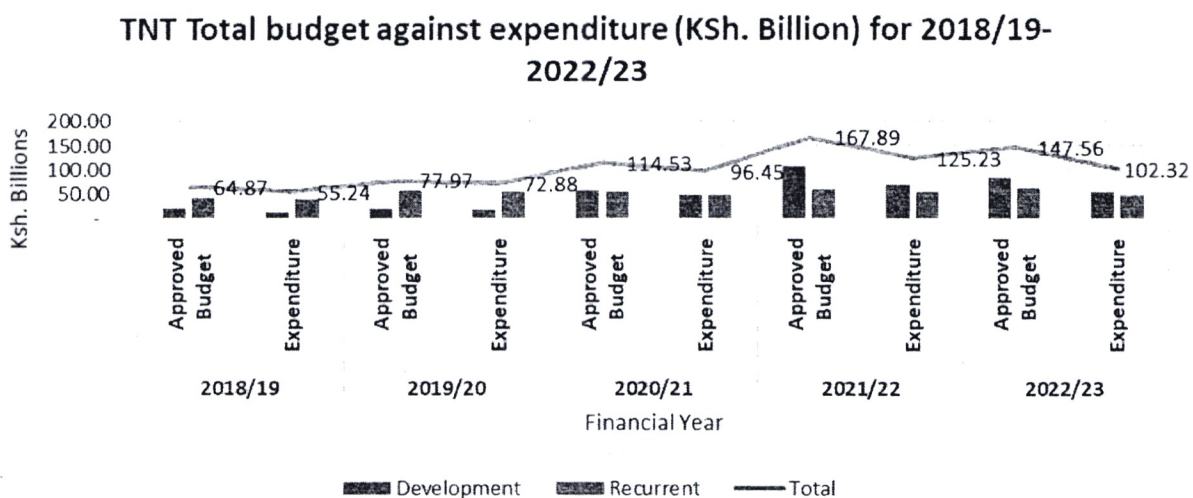 TNT Total budget against expenditure (KSh. Billion) for 2018/19-
2022/23
Ksh. Billions
200.00
150.00
100.00
50.00
-
64.87
55.24
77.97
72.88
114.53
96.45
167.89
125.23
147.56
102.32
Approved
Budget
Expenditure
Approved
Budget
Expenditure
Approved
Budget
Expenditure
Approved
Budget
Expenditure
Approved
Budget
Expenditure
2018/19
2019/20
2020/21
2021/22
2022/23
Financial Year
Development
Recurrent
Total